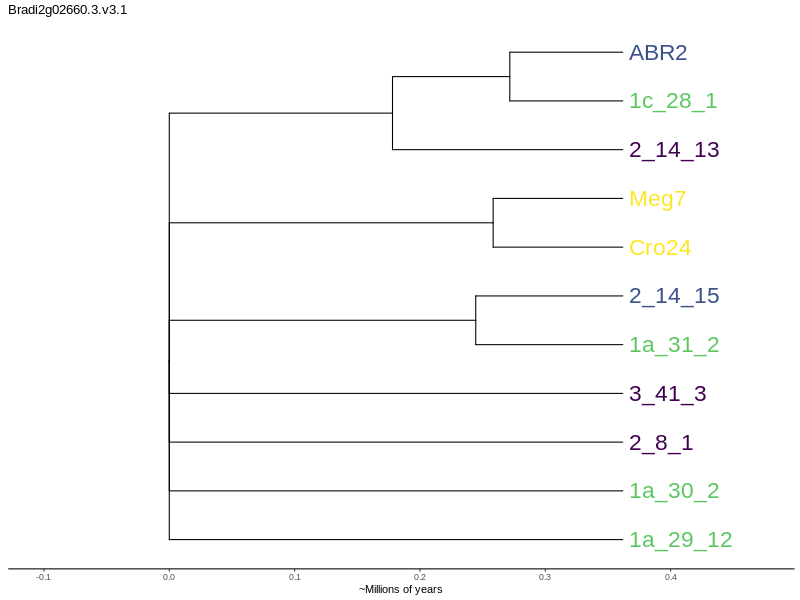 Bradi2g02660.3.v3.1
ABR2
1c_28_1
2_14_13
Meg7
Cro24
2_14_15
1a_31_2
3_41_3
2_8_1
1a_30_2
1a_29_12
-0.1 0.0 0.1 0.2 0.3 0.4
~Millions of years